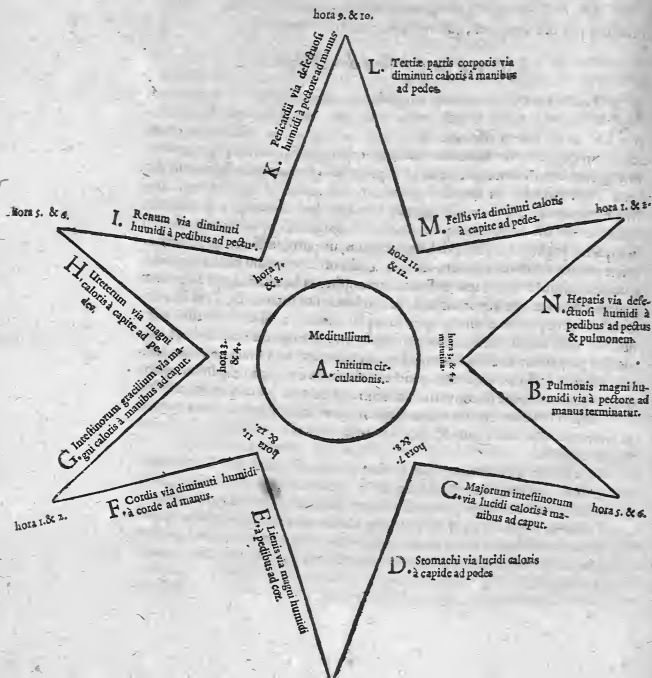 hora 9. & 10.
L. Tertiæ partis corporis via
diminuti caloris à manibus
ad pedes.
K. Pericardii via defectuosi
humidi à pectore ad manus
hora 5. & 6.
I. Renum via diminuti
humidi à pedibus ad pectus.
M. Fellis via diminuti caloris
à capite ad pedes.
hora 1. & 2.
hora 7.
& 8.
hora 11.
& 12.
H. Ureterum via magni
caloris à capite ad pe-
des.
N. Hepatis via defe-
ctuosi humidi à
pedibus ad pectus
& pulmonem.
hora 3.
& 4.
Meditullium.
A. Initium cir-
culationis.
hora 3. & 4.
matutina.
G. Intestinorum gracilium via ma-
gni caloris à manibus ad caput.
B. Pulmonis magni hu-
midi via à pectore ad
manus terminatur.
hora 11.
& 12.
hora 7.
& 8.
hora 1. & 2.
F. Cordis via diminuti humidi
à corde ad manus.
C. Majorum intestinorum
via lucidi caloris à ma-
nibus ad caput.
hora 5. & 6.
E. Lienis via magni humidi
à pedibus ad cor.
D. Stomachi via lucidi caloris
à capide ad pedes